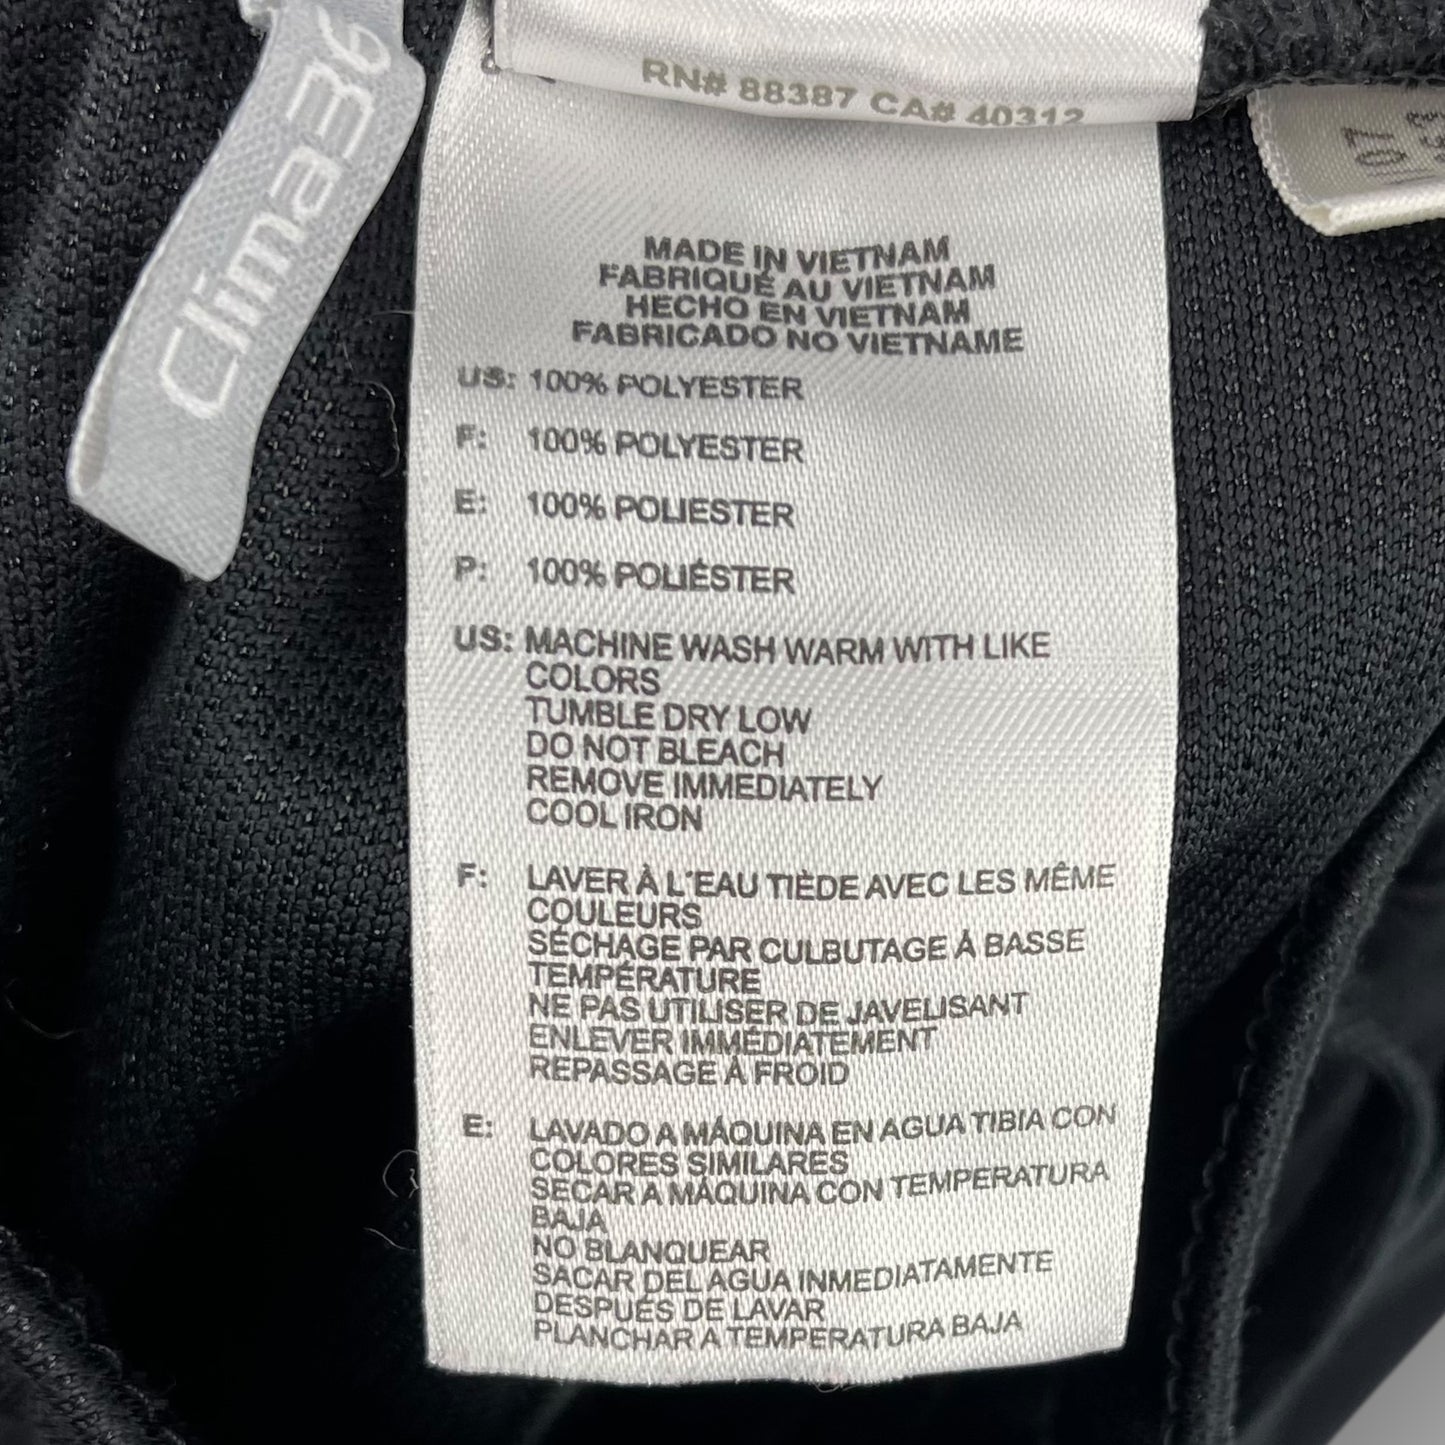 Clima36
RN# 88387 CA# 40312
07
MADE IN VIETNAM
FABRIQUÉ AU VIETNAM
HECHO EN VIETNAM
FABRICADO NO VIETNAME
US: 100% POLYESTER
F: 100% POLYESTER
E: 100% POLIESTER
P: 100% POLIÉSTER
US: MACHINE WASH WARM WITH LIKE
COLORS
TUMBLE DRY LOW
DO NOT BLEACH
REMOVE IMMEDIATELY
COOL IRON
F: LAVER À L'EAU TIÈDE AVEC LES MÊME
COULEURS
SÉCHAGE PAR CULBUTAGE À BASSE
TEMPÉRATURE
NE PAS UTILISER DE JAVELISANT
ENLEVER IMMÉDIATEMENT
REPASSAGE À FROID
E: LAVADO A MÁQUINA EN AGUA TIBIA CON
COLORES SIMILARES
SECAR A MÁQUINA CON TEMPERATURA
BAJA
NO BLANQUEAR
SACAR DEL AGUA INMEDIATAMENTE
DESPUÉS DE LAVAR
PLANCHAR A TEMPERATURA BAJA